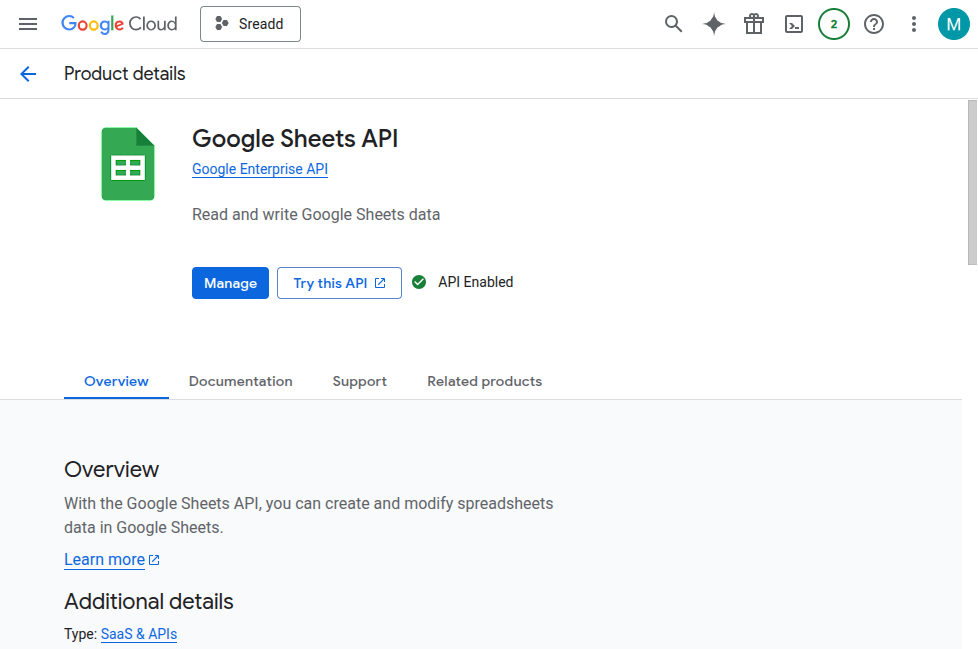 Google Cloud
Sreadd
2
M
Product details
Google Sheets API
Google Enterprise API
Read and write Google Sheets data
Manage
Try this API
API Enabled
Overview
Documentation
Support
Related products
Overview
With the Google Sheets API, you can create and modify spreadsheets
data in Google Sheets.
Learn more
Additional details
Type: SaaS & APIs